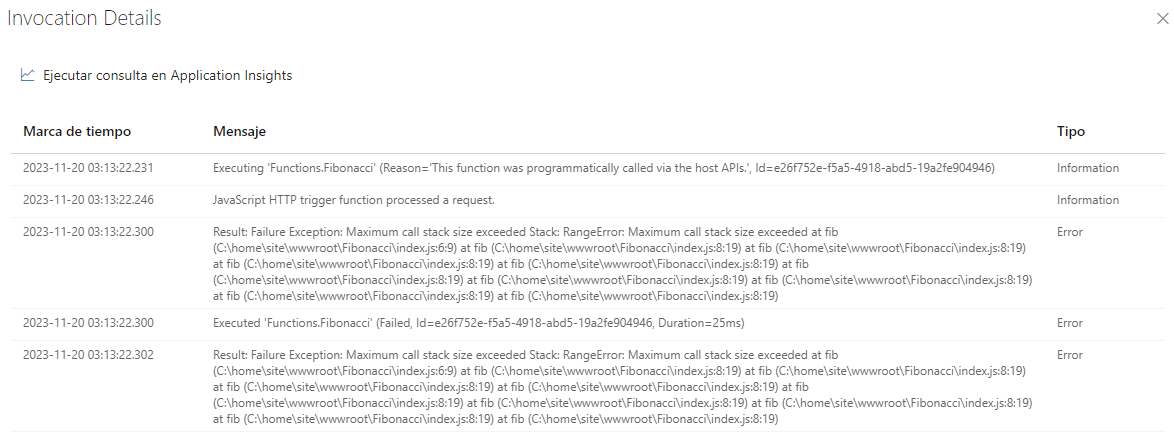 Invocation Details
Ejecutar consulta en Application Insights
Marca de tiempo Mensaje Tipo
2023-11-20 03:13:22.231 Executing 'Functions.Fibonacci' (Reason='This function was programmatically called via the host APIs.', Id=e26f752e-f5a5-4918-abd5-19a2fe904946) Information
2023-11-20 03:13:22.246 JavaScript HTTP trigger function processed a request. Information
2023-11-20 03:13:22.300 Result: Failure Exception: Maximum call stack size exceeded Stack: RangeError: Maximum call stack size exceeded at fib Error
(C:\home\site\wwwroot\Fibonacci\index.js:6:9) at fib (C:\home\site\wwwroot\Fibonacci\index.js:8:19) at fib (C:\home\site\wwwroot\Fibonacci\index.js:8:19)
at fib (C:\home\site\wwwroot\Fibonacci\index.js:8:19) at fib (C:\home\site\wwwroot\Fibonacci\index.js:8:19) at fib
(C:\home\site\wwwroot\Fibonacci\index.js:8:19) at fib (C:\home\site\wwwroot\Fibonacci\index.js:8:19) at fib (C:\home\site\wwwroot\Fibonacci\index.js:8:19)
at fib (C:\home\site\wwwroot\Fibonacci\index.js:8:19) at fib (C:\home\site\wwwroot\Fibonacci\index.js:8:19)
2023-11-20 03:13:22.300 Executed 'Functions.Fibonacci' (Failed, Id=e26f752e-f5a5-4918-abd5-19a2fe904946, Duration=25ms) Error
2023-11-20 03:13:22.302 Result: Failure Exception: Maximum call stack size exceeded Stack: RangeError: Maximum call stack size exceeded at fib Error
(C:\home\site\wwwroot\Fibonacci\index.js:6:9) at fib (C:\home\site\wwwroot\Fibonacci\index.js:8:19) at fib (C:\home\site\wwwroot\Fibonacci\index.js:8:19)
at fib (C:\home\site\wwwroot\Fibonacci\index.js:8:19) at fib (C:\home\site\wwwroot\Fibonacci\index.js:8:19) at fib
(C:\home\site\wwwroot\Fibonacci\index.js:8:19) at fib (C:\home\site\wwwroot\Fibonacci\index.js:8:19) at fib (C:\home\site\wwwroot\Fibonacci\index.js:8:19)
at fib (C:\home\site\wwwroot\Fibonacci\index.js:8:19) at fib (C:\home\site\wwwroot\Fibonacci\index.js:8:19)